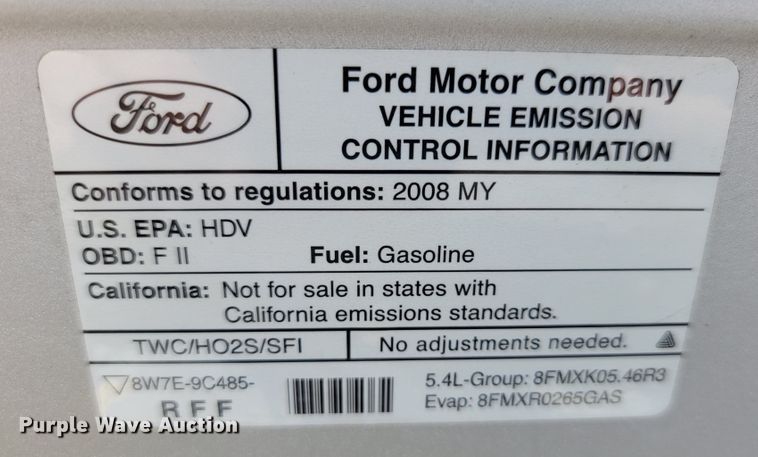 Ford
Ford Motor Company
VEHICLE EMISSION
CONTROL INFORMATION
Conforms to regulations: 2008 MY
U.S. EPA: HDV
OBD: F II Fuel: Gasoline
California: Not for sale in states with
California emissions standards.
TWC/HO2S/SFI No adjustments needed.
8W7E-9C485-
R F F
5.4L-Group: 8FMXK05.46R3
Evap: 8FMXR0265GAS
Purple Wave Auction